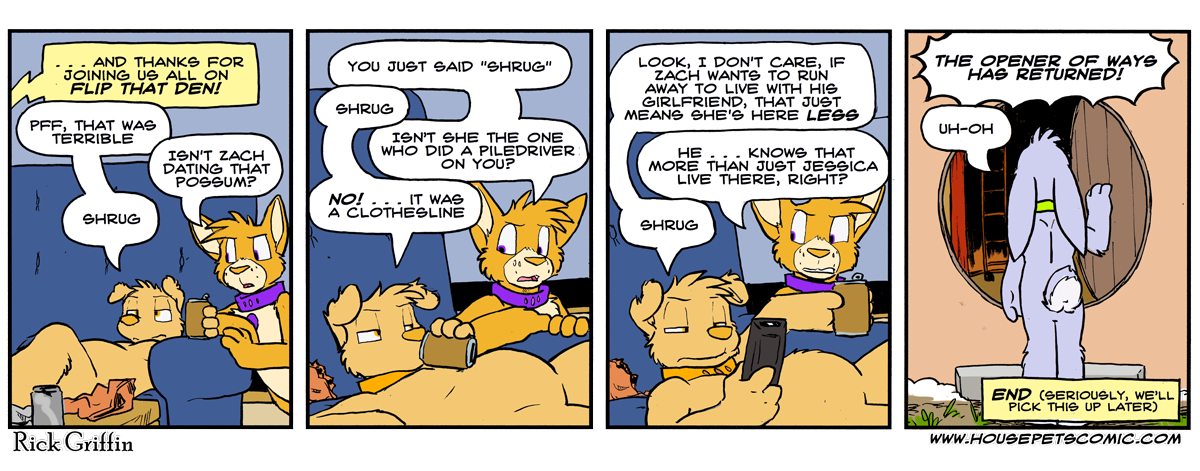 . . . AND THANKS FOR
JOINING US ALL ON
FLIP THAT DEN!
PFF, THAT WAS
TERRIBLE
ISN'T ZACH
DATING THAT
POSSUM?
SHRUG
YOU JUST SAID "SHRUG"
SHRUG
ISN'T SHE THE ONE
WHO DID A PILEDRIVER
ON YOU?
NO! . . . IT WAS
A CLOTHESLINE
LOOK, I DON'T CARE, IF
ZACH WANTS TO RUN
AWAY TO LIVE WITH HIS
GIRLFRIEND, THAT JUST
MEANS SHE'S HERE LESS
HE . . . KNOWS THAT
MORE THAN JUST JESSICA
LIVE THERE, RIGHT?
SHRUG
THE OPENER OF WAYS
HAS RETURNED!
UH-OH
END (SERIOUSLY, WE'LL
PICK THIS UP LATER)
Rick Griffin
WWW.HOUSEPETSCOMIC.COM